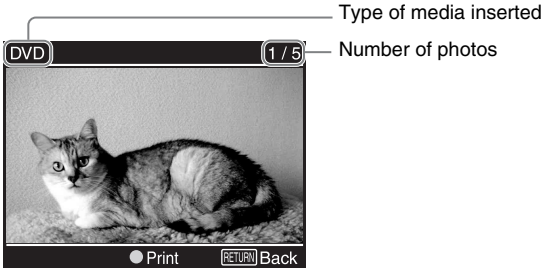 Type of media inserted
DVD 1 / 5 Number of photos
Print RETURN Back